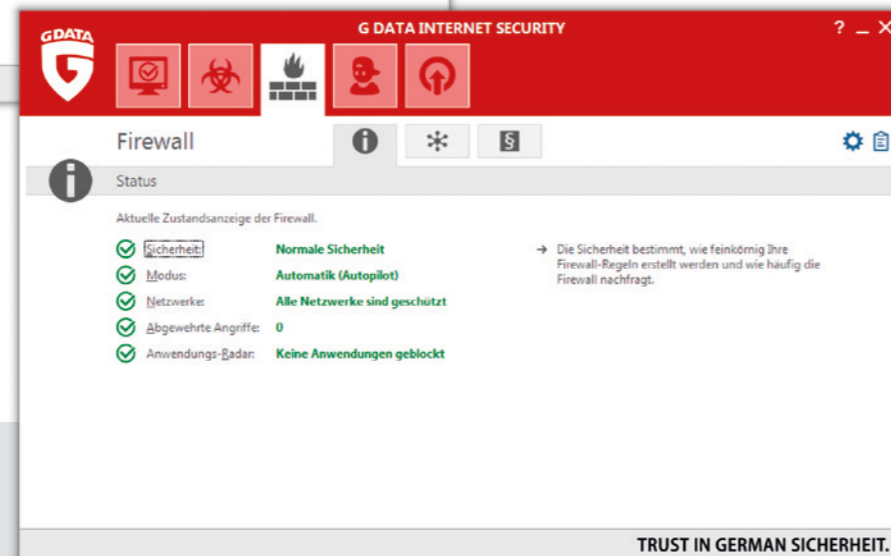 G DATA INTERNET SECURITY
? _ X
GDATA
G
Firewall
i
§
i
Status
Aktuelle Zustandsanzeige der Firewall.
Sicherheit: Normale Sicherheit
Modus: Automatik (Autopilot)
Netzwerke: Alle Netzwerke sind geschützt
Abgewehrte Angriffe: 0
Anwendungs-Radar: Keine Anwendungen geblockt
→ Die Sicherheit bestimmt, wie feinkörnig Ihre
Firewall-Regeln erstellt werden und wie häufig die
Firewall nachfragt.
TRUST IN GERMAN SICHERHEIT.